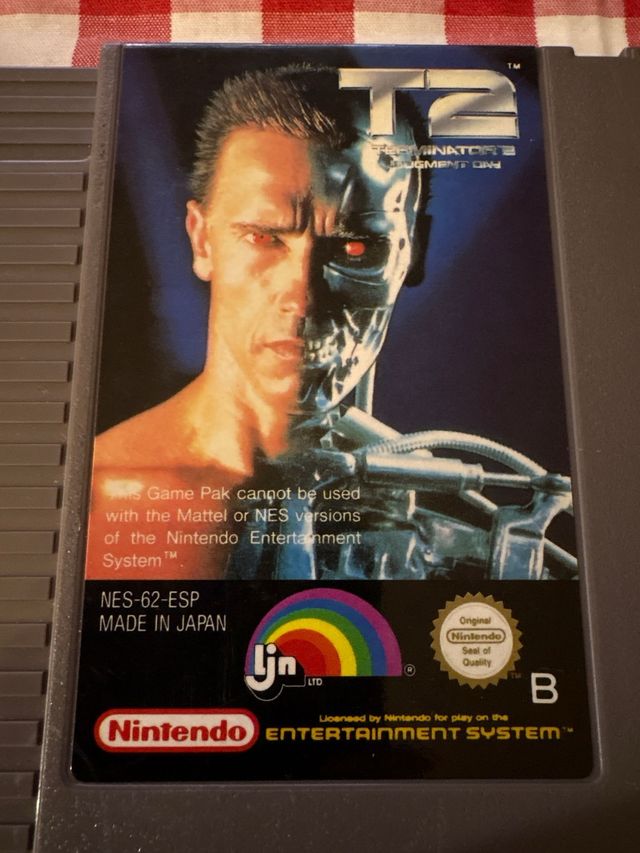 T2™
TERMINATOR 2
JUDGMENT DAY
This Game Pak cannot be used
with the Mattel or NES versions
of the Nintendo Entertainment
System™
NES-62-ESP
MADE IN JAPAN
ljn
LTD
®
Original
Nintendo
Seal of
Quality
™
B
Nintendo
Licensed by Nintendo for play on the
ENTERTAINMENT SYSTEM™